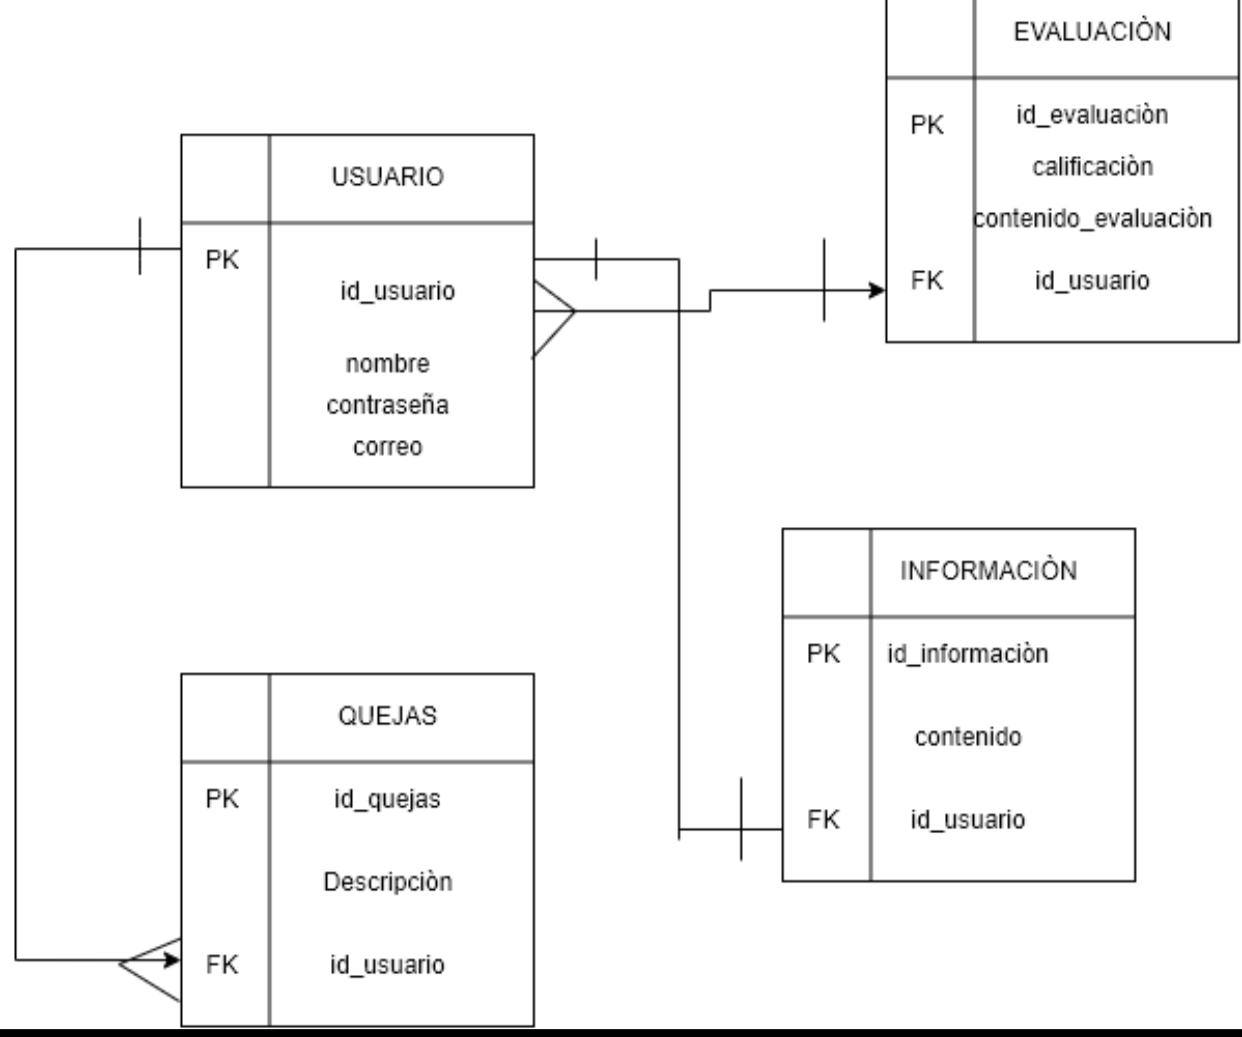 EVALUACIÒN
PK id_evaluaciòn
calificaciòn
contenido_evaluaciòn
FK id_usuario
USUARIO
PK
id_usuario
nombre
contraseña
correo
INFORMACIÒN
PK id_informaciòn
contenido
FK id_usuario
QUEJAS
PK id_quejas
Descripciòn
FK id_usuario